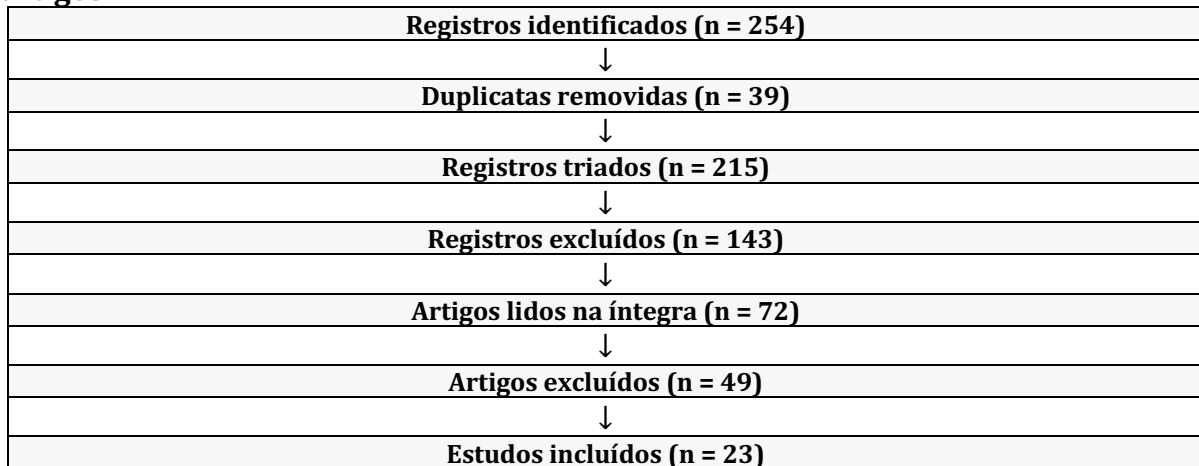 Registros identificados (n = 254)
↓
Duplicatas removidas (n = 39)
↓
Registros triados (n = 215)
↓
Registros excluídos (n = 143)
↓
Artigos lidos na íntegra (n = 72)
↓
Artigos excluídos (n = 49)
↓
Estudos incluídos (n = 23)